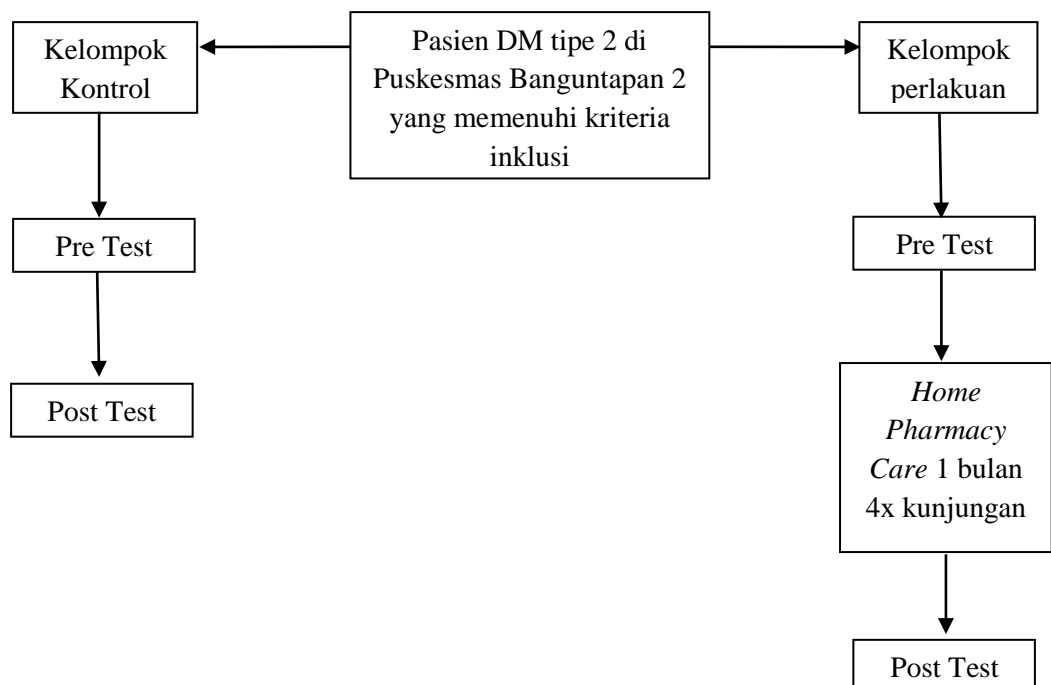 Kelompok
Kontrol
Pasien DM tipe 2 di
Puskesmas Banguntapan 2
yang memenuhi kriteria
inklusi
Kelompok
perlakuan
Pre Test
Pre Test
Post Test
Home
Pharmacy
Care 1 bulan
4x kunjungan
Post Test